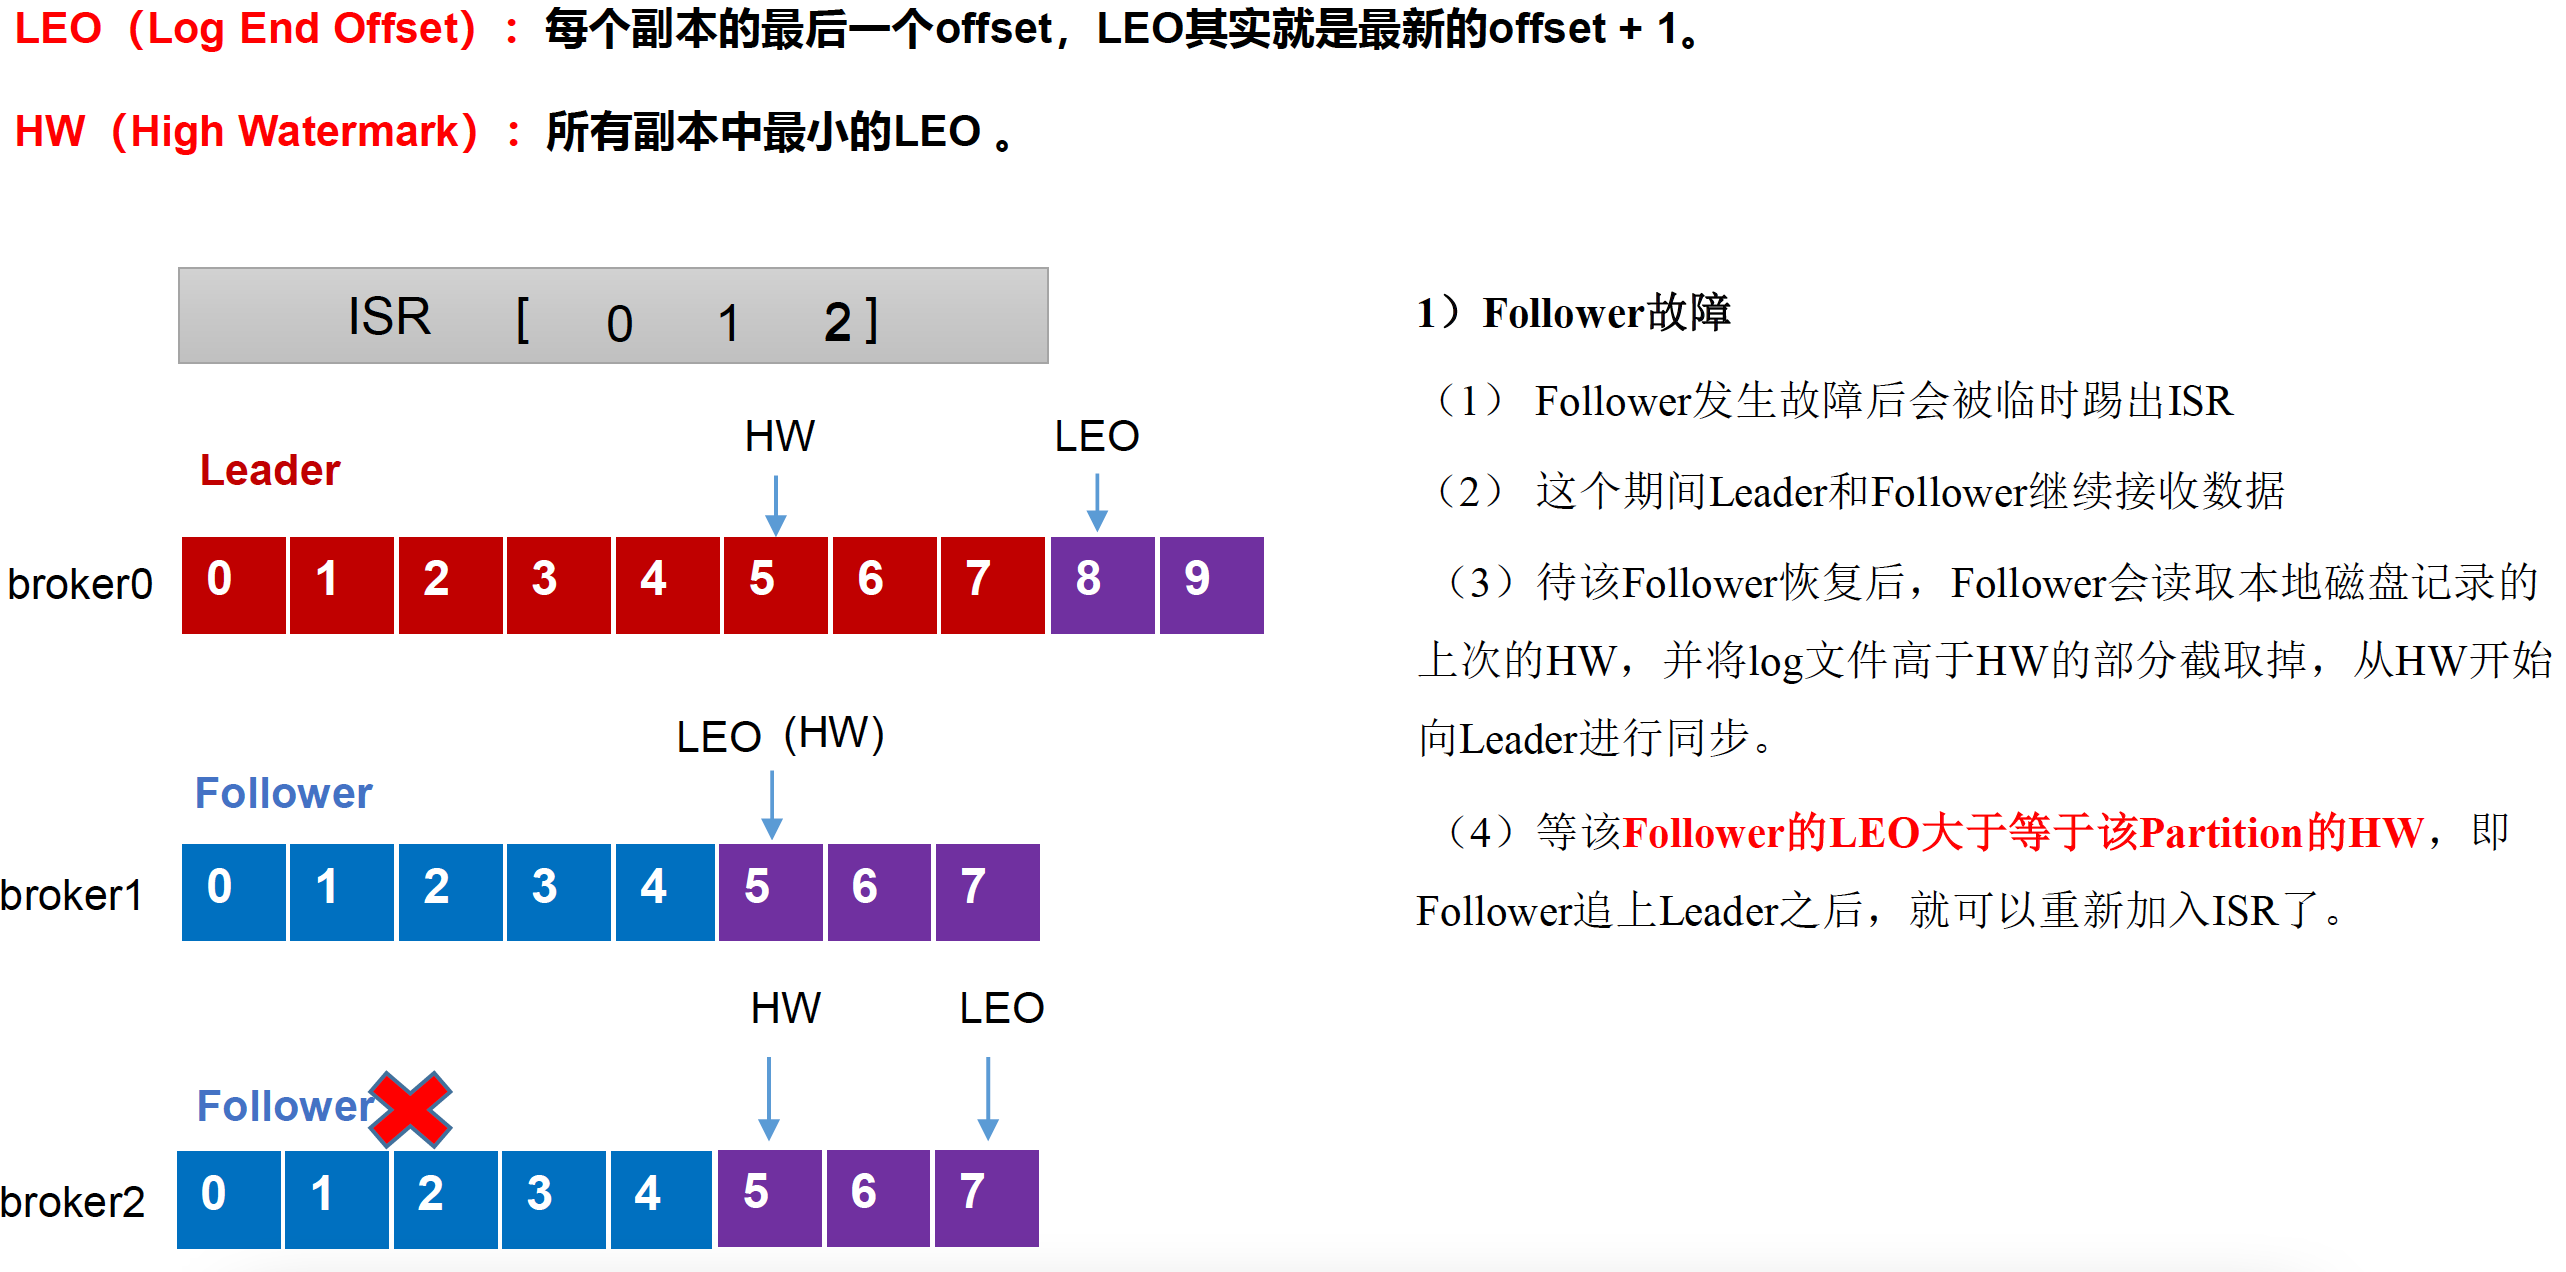 LEO（Log End Offset）：每个副本的最后一个offset，LEO其实就是最新的offset + 1。
HW（High Watermark）：所有副本中最小的LEO 。
ISR [ 0 1 2 ]
HW LEO
Leader
broker0 0 1 2 3 4 5 6 7 8 9
LEO (HW)
Follower
broker1 0 1 2 3 4 5 6 7
HW LEO
Follower
broker2 0 1 2 3 4 5 6 7
1）Follower故障
（1） Follower发生故障后会被临时踢出ISR
（2） 这个期间Leader和Follower继续接收数据
（3）待该Follower恢复后，Follower会读取本地磁盘记录的
上次的HW，并将log文件高于HW的部分截取掉，从HW开始
向Leader进行同步。
（4）等该Follower的LEO大于等于该Partition的HW，即
Follower追上Leader之后，就可以重新加入ISR了。